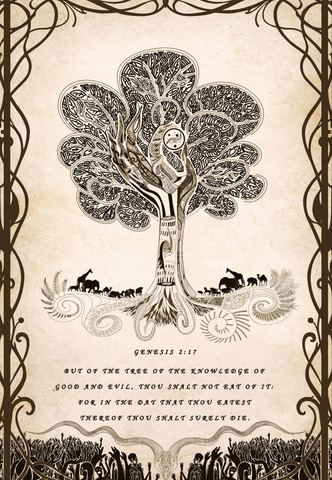 GENESIS 2:17
BUT OF THE TREE OF THE KNOWLEDGE OF
GOOD AND EVIL, THOU SHALT NOT EAT OF IT:
FOR IN THE DAY THAT THOU EATEST
THEREOF THOU SHALT SURELY DIE.